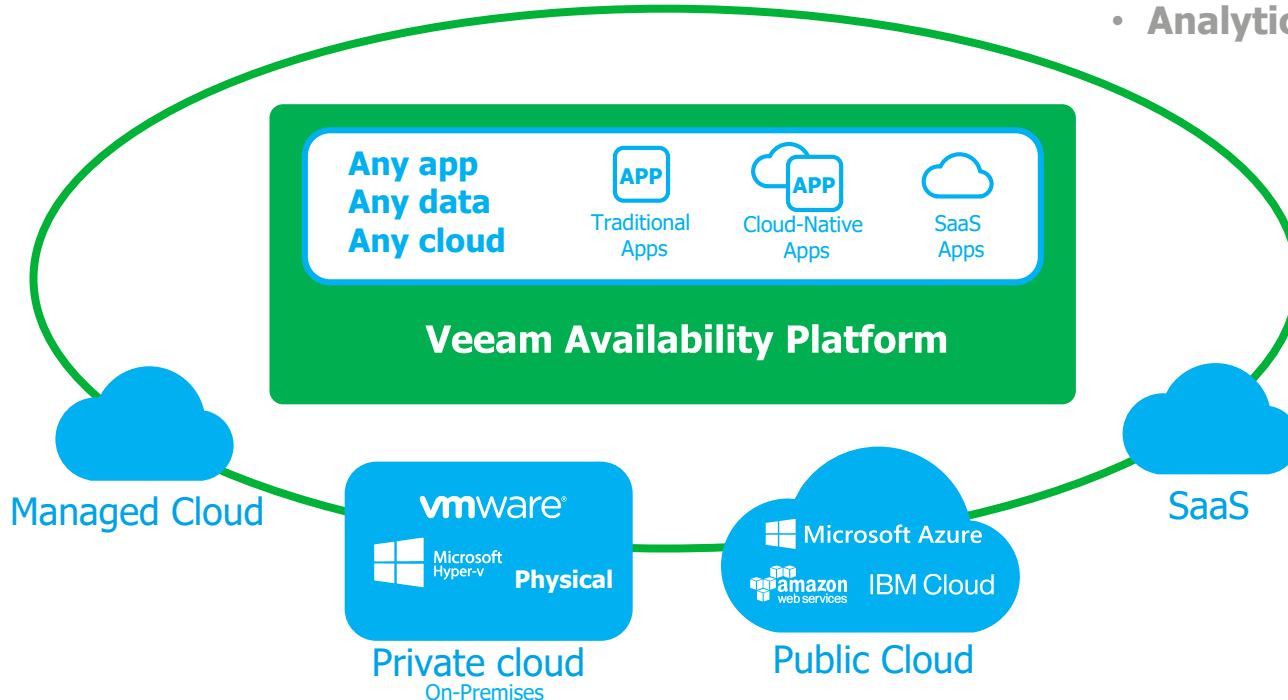 • Analytic
Any app
Any data
Any cloud
APP
Traditional
Apps
APP
Cloud-Native
Apps
SaaS
Apps
Veeam Availability Platform
Managed Cloud
vmware®
Microsoft
Hyper-v
Physical
Private cloud
On-Premises
Microsoft Azure
amazon
web services
IBM Cloud
Public Cloud
SaaS